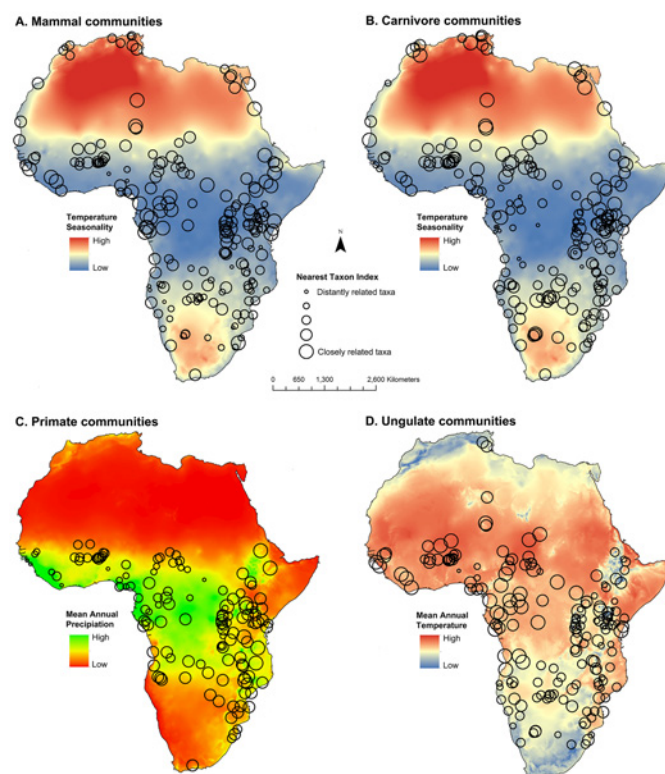 A. Mammal communities
B. Carnivore communities
Temperature
Seasonality
High
Low
N
Nearest Taxon Index
Distantly related taxa
Closely related taxa
0 650 1,300 2,600 Kilometers
Temperature
Seasonality
High
Low
C. Primate communities
D. Ungulate communities
Mean Annual
Precipiation
High
Low
Mean Annual
Temperature
High
Low